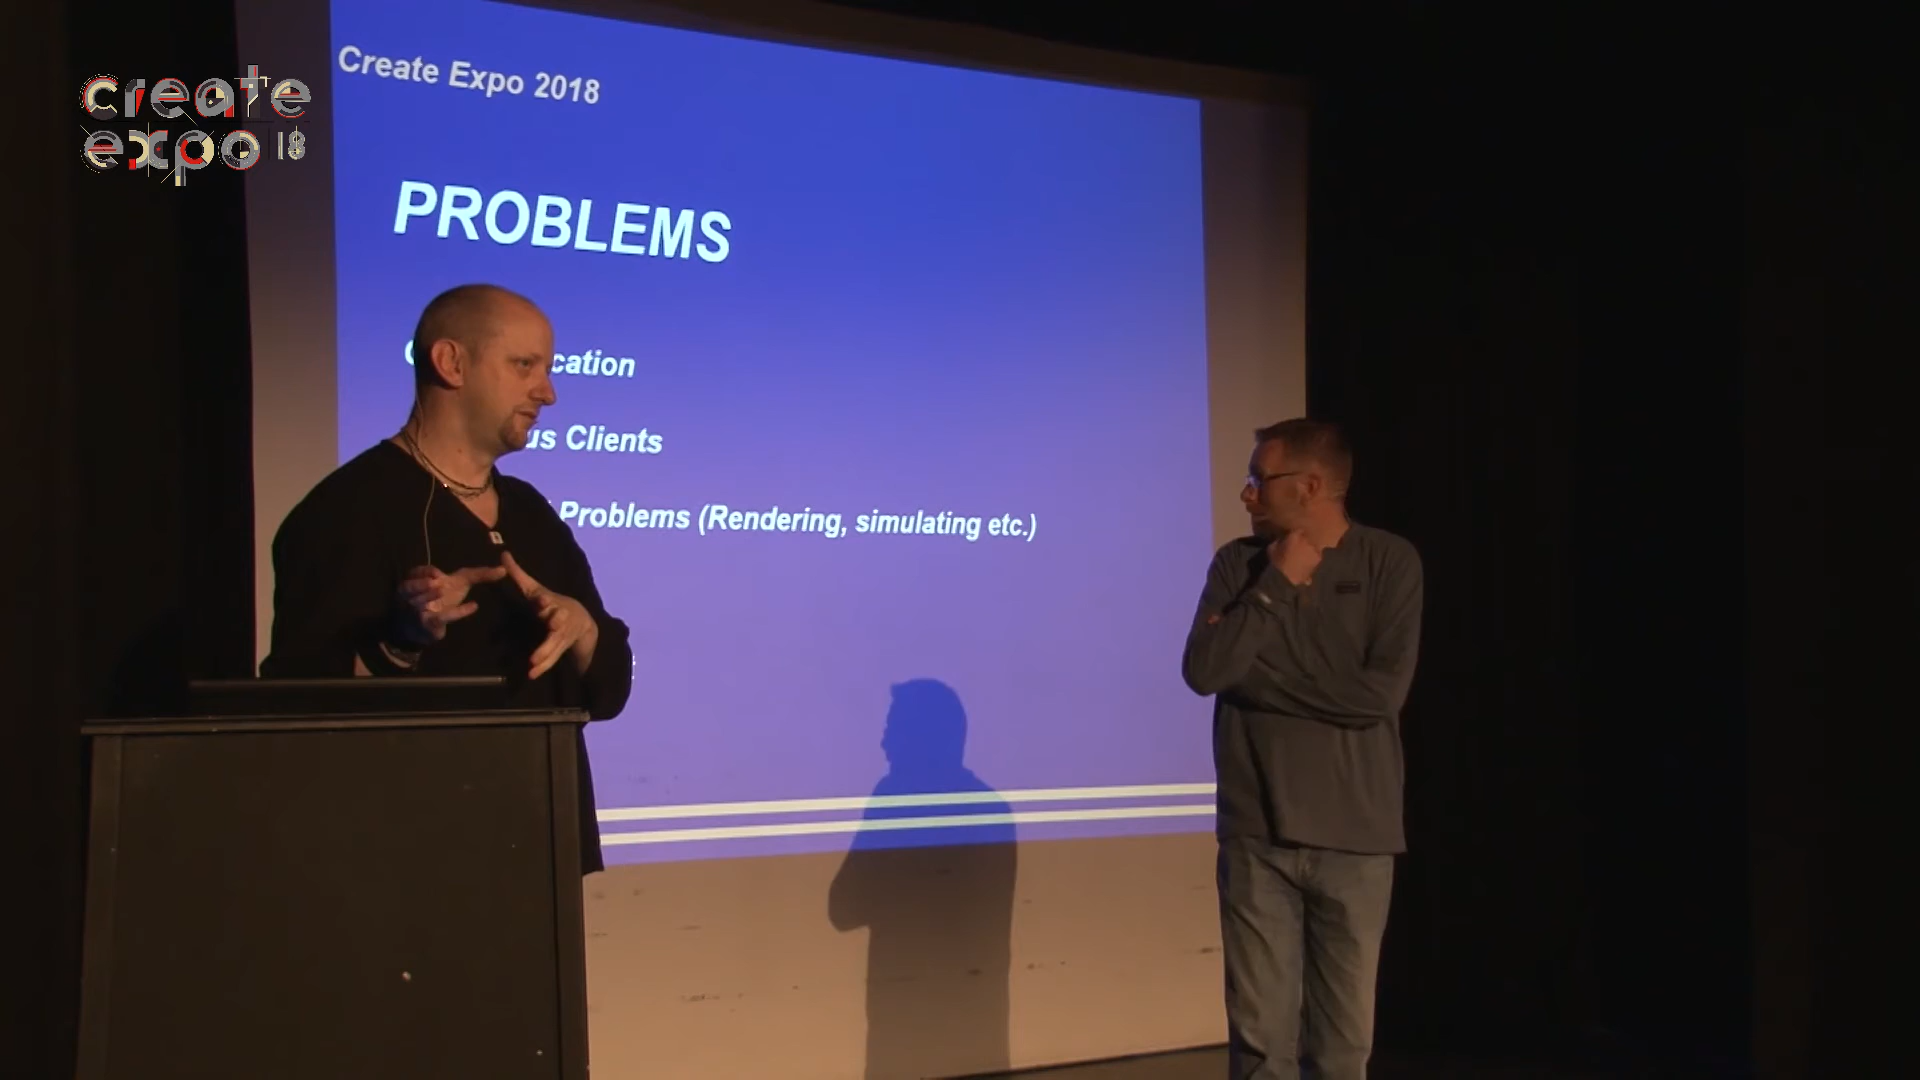 create
expo 18
Create Expo 2018
PROBLEMS
cation
us Clients
Problems (Rendering, simulating etc.)